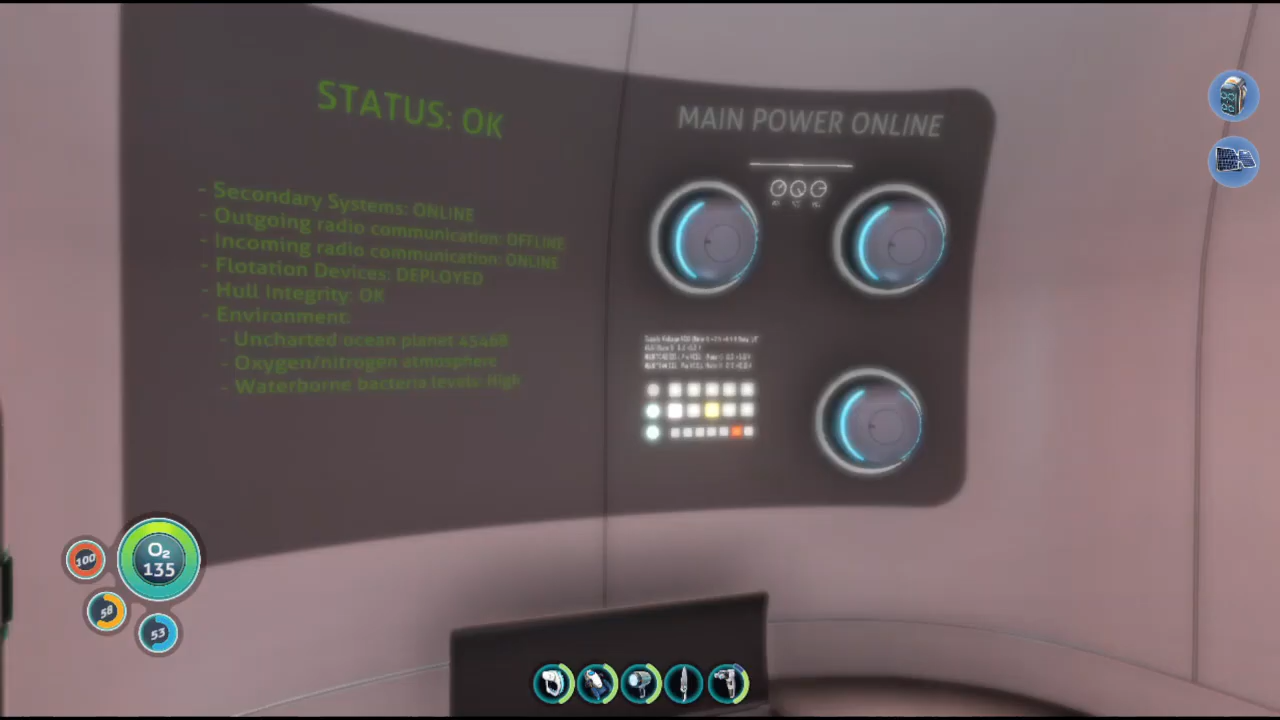 STATUS: OK
- Secondary Systems: ONLINE
- Outgoing radio communication: OFFLINE
- Incoming radio communication: ONLINE
- Flotation Devices: DEPLOYED
- Hull Integrity: OK
- Environment:
- Uncharted ocean planet 4546B
- Oxygen/nitrogen atmosphere
- Waterborne bacteria levels: High
MAIN POWER ONLINE
O₂
135
100
58
53